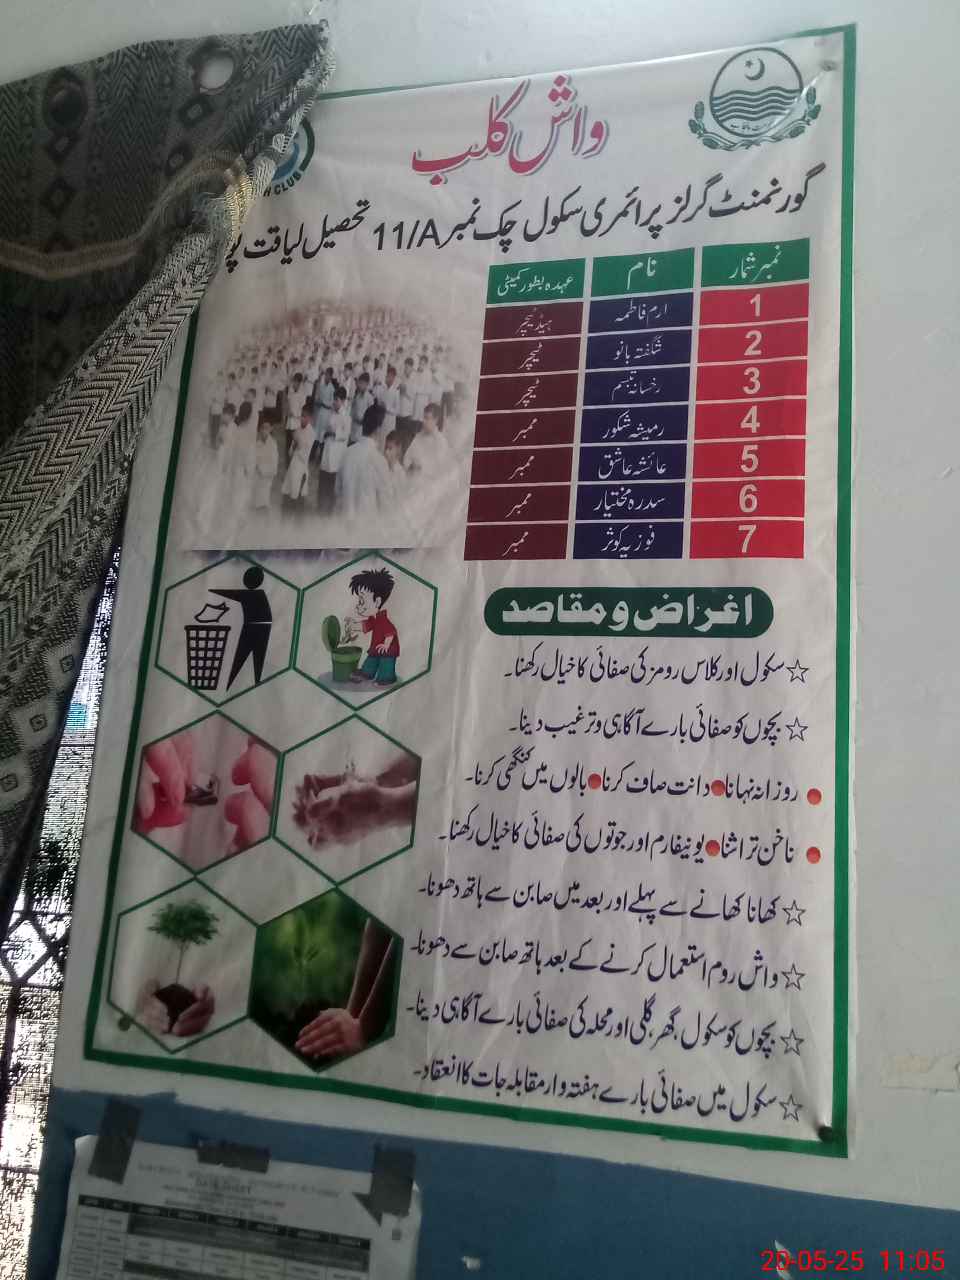 واش کلب
H CLUB
گورنمنٹ گرلز پرائمری سکول چک نمبر 11/A تحصیل لیاقت پو
نمبر شمار نام عہدہ بطور کمیٹی
1 ارم فاطمہ ہیڈ ٹیچر
2 شگفتہ بانو ٹیچر
3 رخسانہ تبسم ٹیچر
4 رمیشہ شکور ممبر
5 عائشہ عاشق ممبر
6 سدرہ مختیار ممبر
7 فوزیہ کوثر ممبر
اغراض و مقاصد
☆ سکول اور کلاس رومز کی صفائی کا خیال رکھنا۔
☆ بچوں کو صفائی بارے آگاہی و ترغیب دینا۔
● روزانہ نہانا ● دانت صاف کرنا ● بالوں میں کنگھی کرنا۔
● ناخن تراشنا ● یونیفارم اور جوتوں کی صفائی کا خیال رکھنا۔
☆ کھانا کھانے سے پہلے اور بعد میں صابن سے ہاتھ دھونا۔
☆ واش روم استعمال کرنے کے بعد ہاتھ صابن سے دھونا۔
☆ بچوں کو سکول، گھر، گلی اور محلہ کی صفائی بارے آگاہی دینا۔
☆ سکول میں صفائی بارے ہفتہ وار مقابلہ جات کا انعقاد۔
20-05-25 11:05